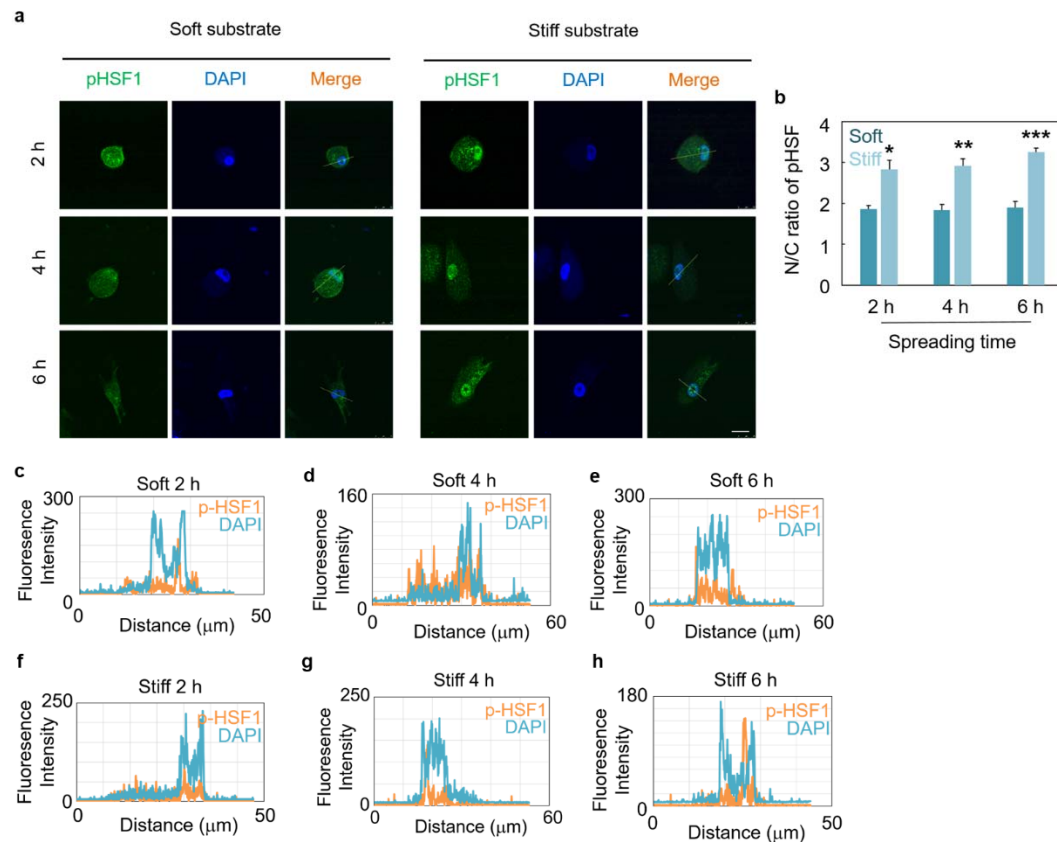 a
Soft substrate
Stiff substrate
pHSF1 DAPI Merge
pHSF1 DAPI Merge
2 h
4 h
6 h
b
N/C ratio of pHSF
4
3
2
1
0
Soft
Stiff
* ** ***
2 h 4 h 6 h
Spreading time
c
Soft 2 h
Fluoresence
Intensity
300
0
50
p-HSF1
DAPI
Distance (μm)
d
Soft 4 h
Fluoresence
Intensity
160
0
0
60
p-HSF1
DAPI
Distance (μm)
e
Soft 6 h
Fluoresence
Intensity
300
0
0
60
p-HSF1
DAPI
Distance (μm)
f
Stiff 2 h
Fluoresence
Intensity
250
0
0
50
p-HSF1
DAPI
Distance (μm)
g
Stiff 4 h
Fluoresence
Intensity
250
0
0
60
p-HSF1
DAPI
Distance (μm)
h
Stiff 6 h
Fluoresence
Intensity
180
0
0
50
p-HSF1
DAPI
Distance (μm)